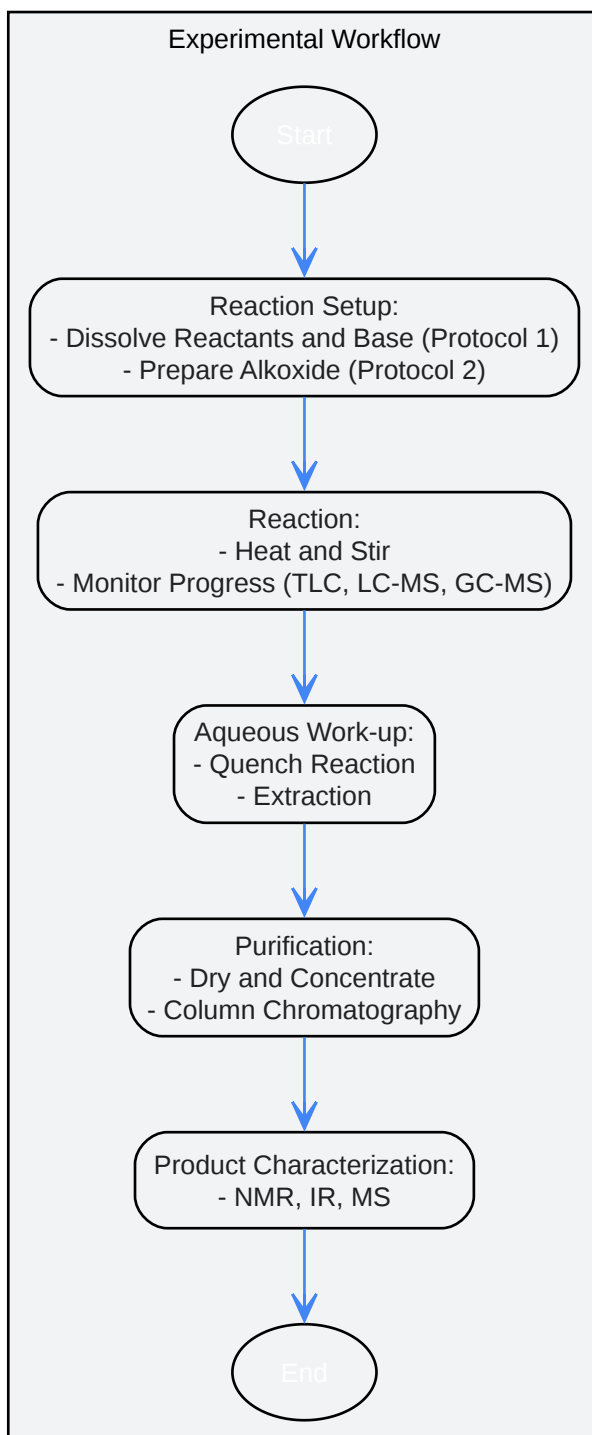 Experimental Workflow
Start
Reaction Setup:
- Dissolve Reactants and Base (Protocol 1)
- Prepare Alkoxide (Protocol 2)
Reaction:
- Heat and Stir
- Monitor Progress (TLC, LC-MS, GC-MS)
Aqueous Work-up:
- Quench Reaction
- Extraction
Purification:
- Dry and Concentrate
- Column Chromatography
Product Characterization:
- NMR, IR, MS
End